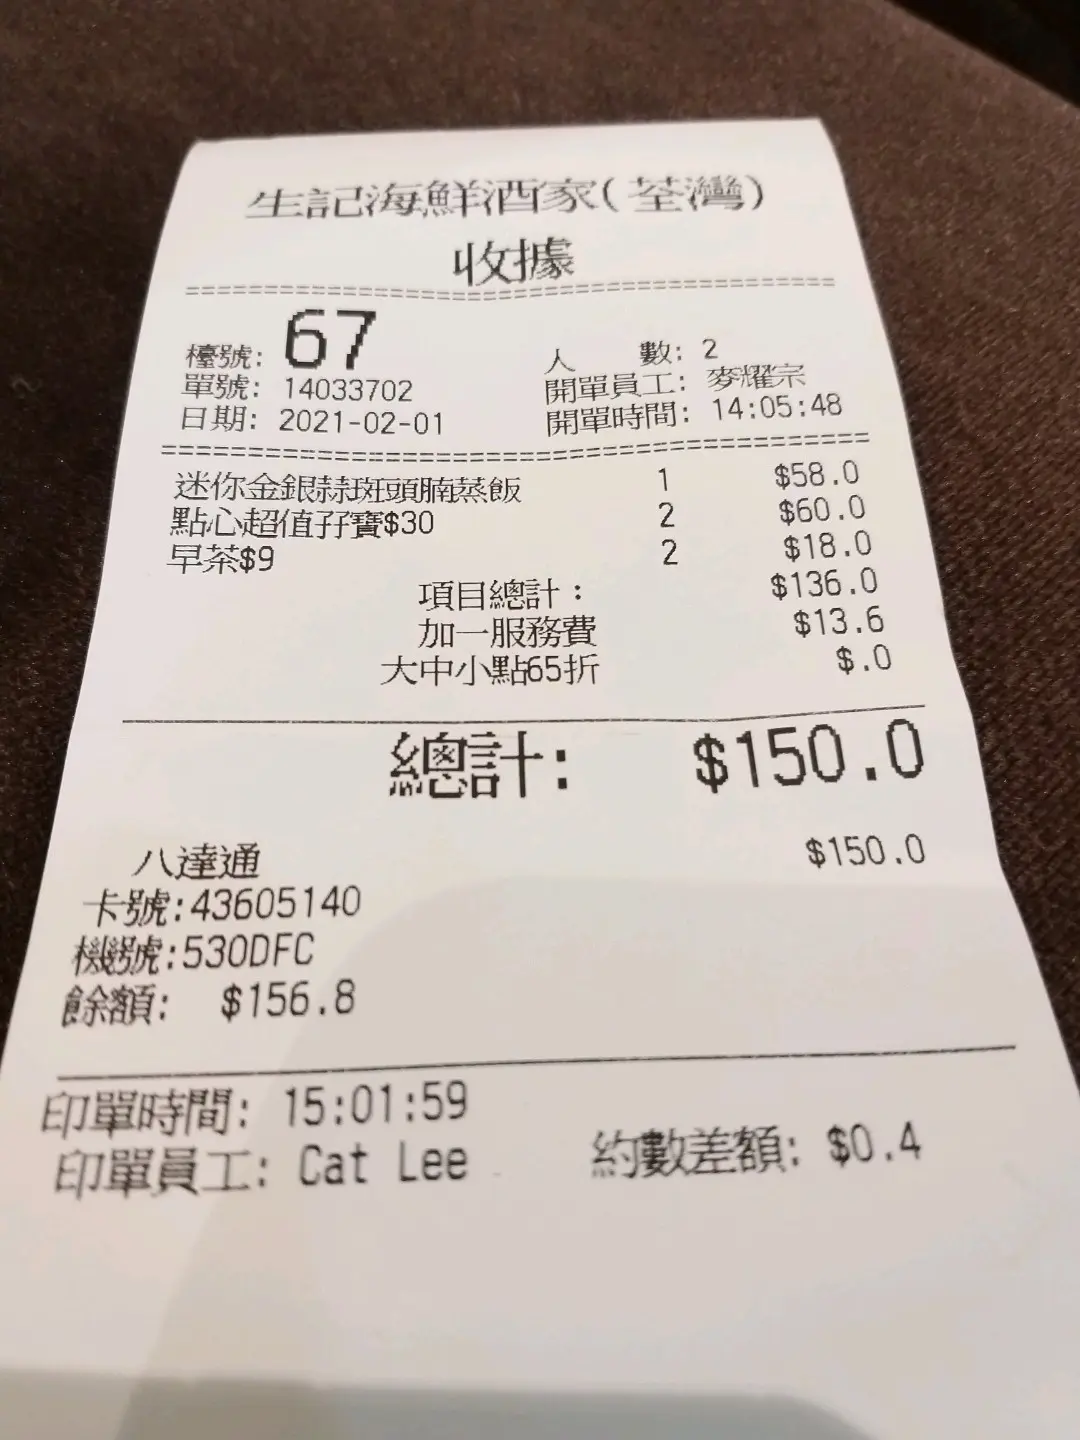 生記海鮮酒家(荃灣)
收據
檯號: 67 人 數: 2
單號: 14033702 開單員工: 麥耀宗
日期: 2021-02-01 開單時間: 14:05:48
迷你金銀蒜斑頭腩蒸飯 1 $58.0
點心超值孖寶$30 2 $60.0
早茶$9 2 $18.0
項目總計: $136.0
加一服務費 $13.6
大中小點65折 $.0
總計: $150.0
八達通 $150.0
卡號:43605140
機號:530DFC
餘額: $156.8
印單時間: 15:01:59
印單員工: Cat Lee 約數差額: $0.4